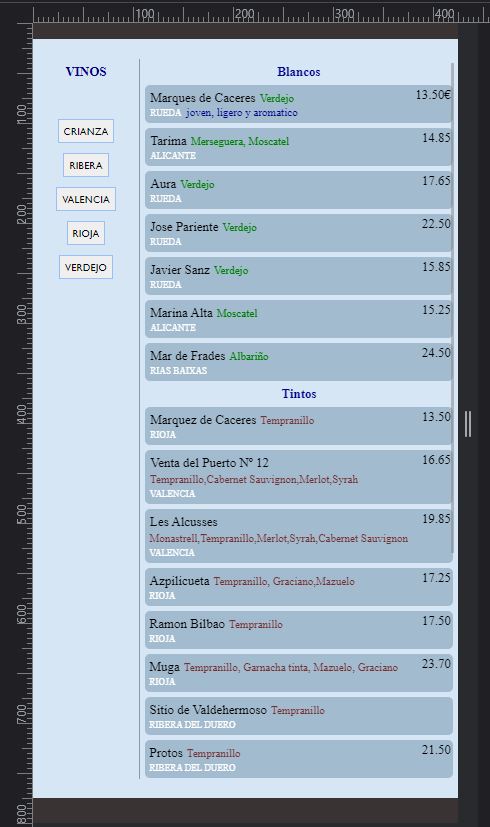 100
200
300
400
VINOS
CRIANZA
RIBERA
VALENCIA
RIOJA
VERDEJO
Blancos
Marques de Caceres Verdejo 13.50€
RUEDA joven, ligero y aromatico
Tarima Merseguera, Moscatel 14.85
ALICANTE
Aura Verdejo 17.65
RUEDA
Jose Pariente Verdejo 22.50
RUEDA
Javier Sanz Verdejo 15.85
RUEDA
Marina Alta Moscatel 15.25
ALICANTE
Mar de Frades Albariño 24.50
RIAS BAIXAS
Tintos
Marquez de Caceres Tempranillo 13.50
RIOJA
Venta del Puerto Nº 12 16.65
Tempranillo,Cabernet Sauvignon,Merlot,Syrah
VALENCIA
Les Alcusses 19.85
Monastrell,Tempranillo,Merlot,Syrah,Cabernet Sauvignon
VALENCIA
Azpilicueta Tempranillo, Graciano,Mazuelo 17.25
RIOJA
Ramon Bilbao Tempranillo 17.50
RIOJA
Muga Tempranillo, Garnacha tinta, Mazuelo, Graciano 23.70
RIOJA
Sitio de Valdehermoso Tempranillo
RIBERA DEL DUERO
Protos Tempranillo 21.50
RIBERA DEL DUERO
100
200
300
400
500
600
700
800